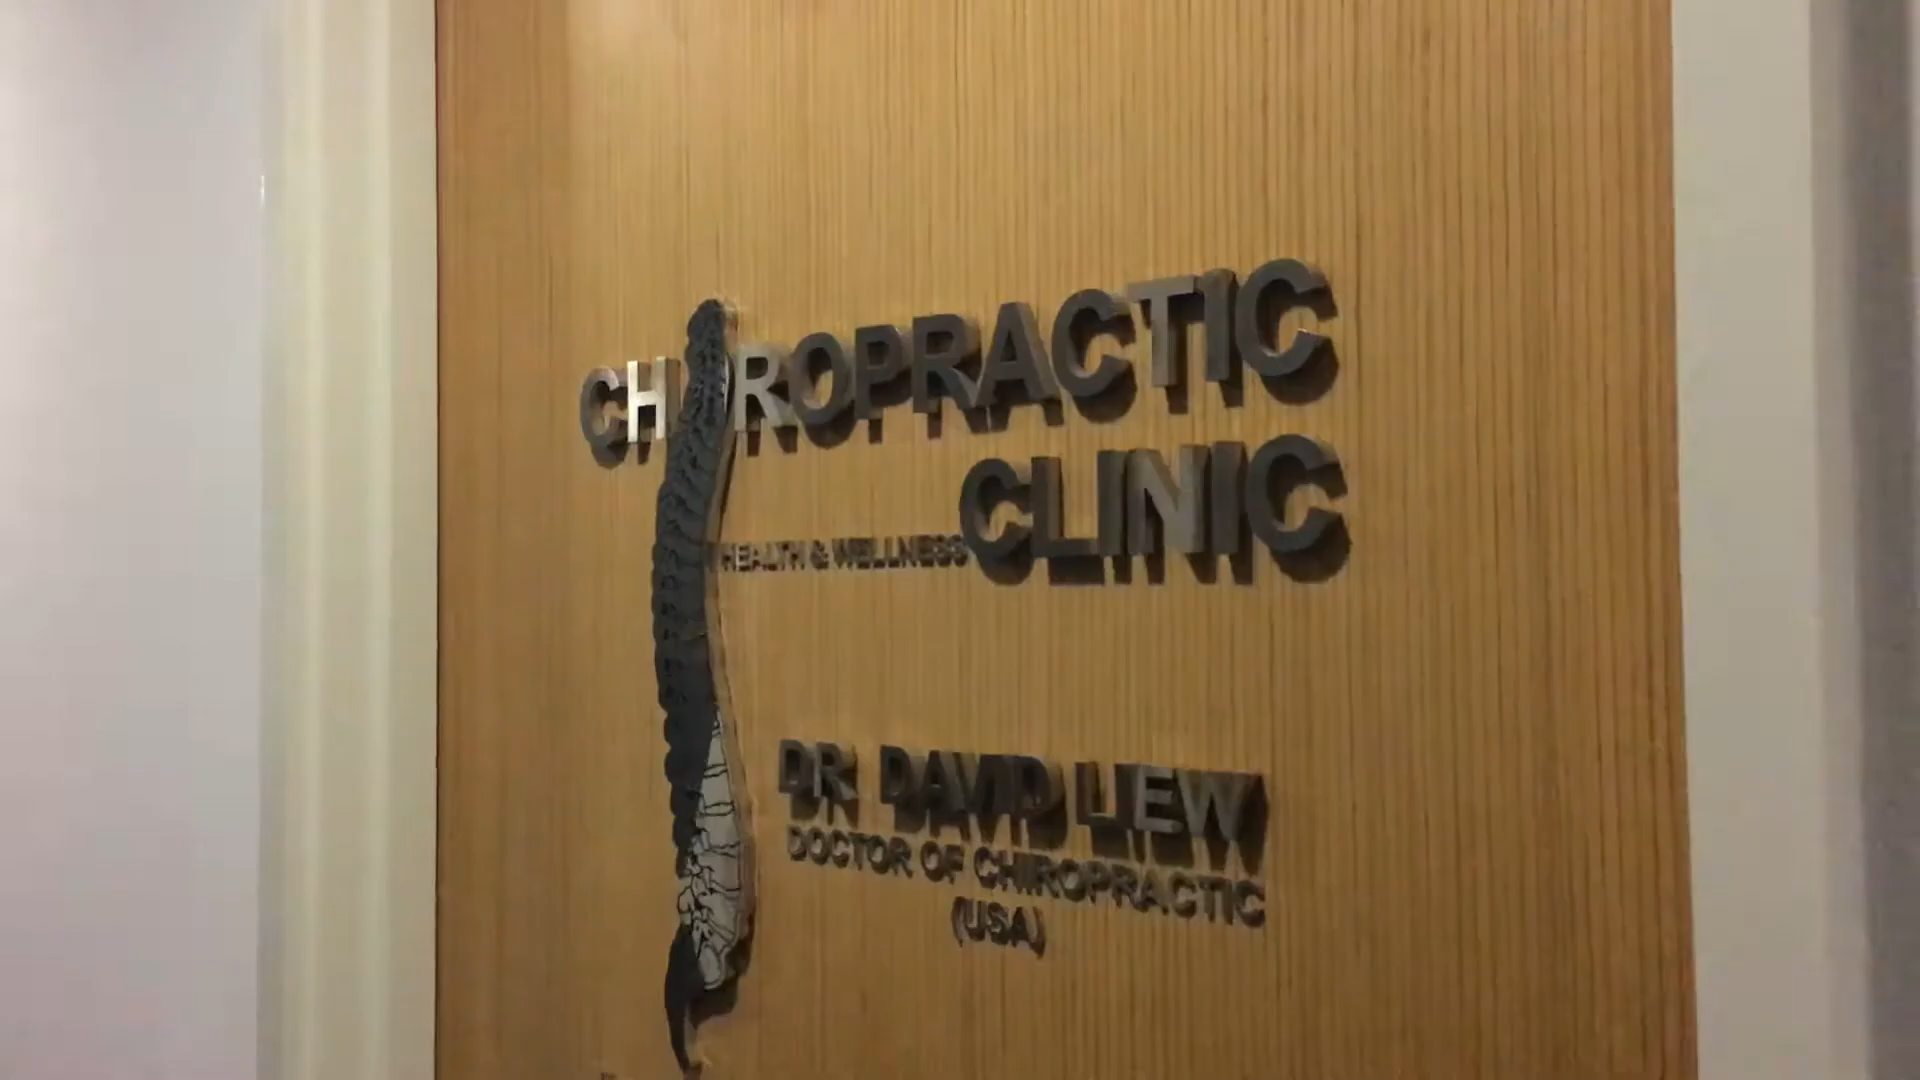 CHIROPRACTIC
HEALTH & WELLNESS CLINIC
DR DAVID LIEW
DOCTOR OF CHIROPRACTIC
(USA)